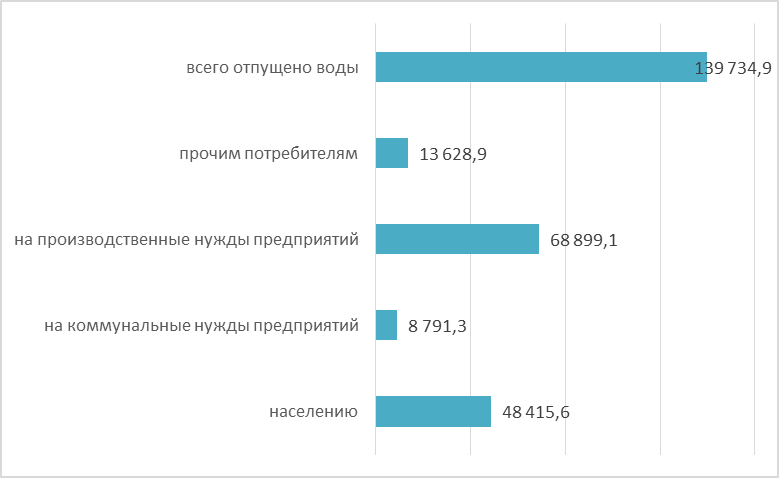 всего отпущено воды 139 734,9
прочим потребителям 13 628,9
на производственные нужды предприятий 68 899,1
на коммунальные нужды предприятий 8 791,3
населению 48 415,6